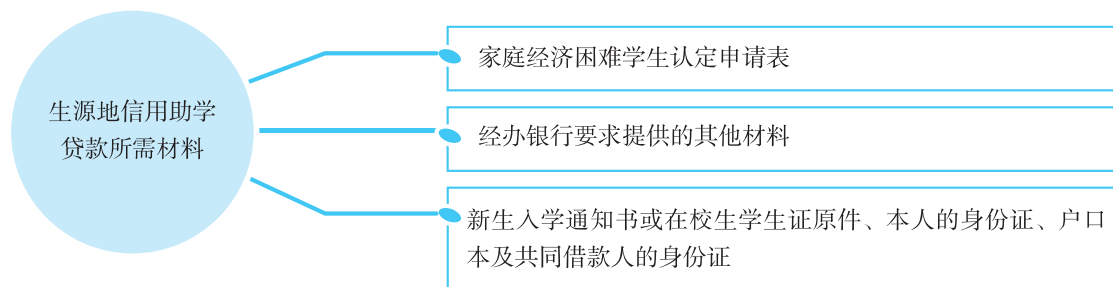 生源地信用助学
贷款所需材料
家庭经济困难学生认定申请表
经办银行要求提供的其他材料
新生入学通知书或在校生学生证原件、本人的身份证、户口
本及共同借款人的身份证